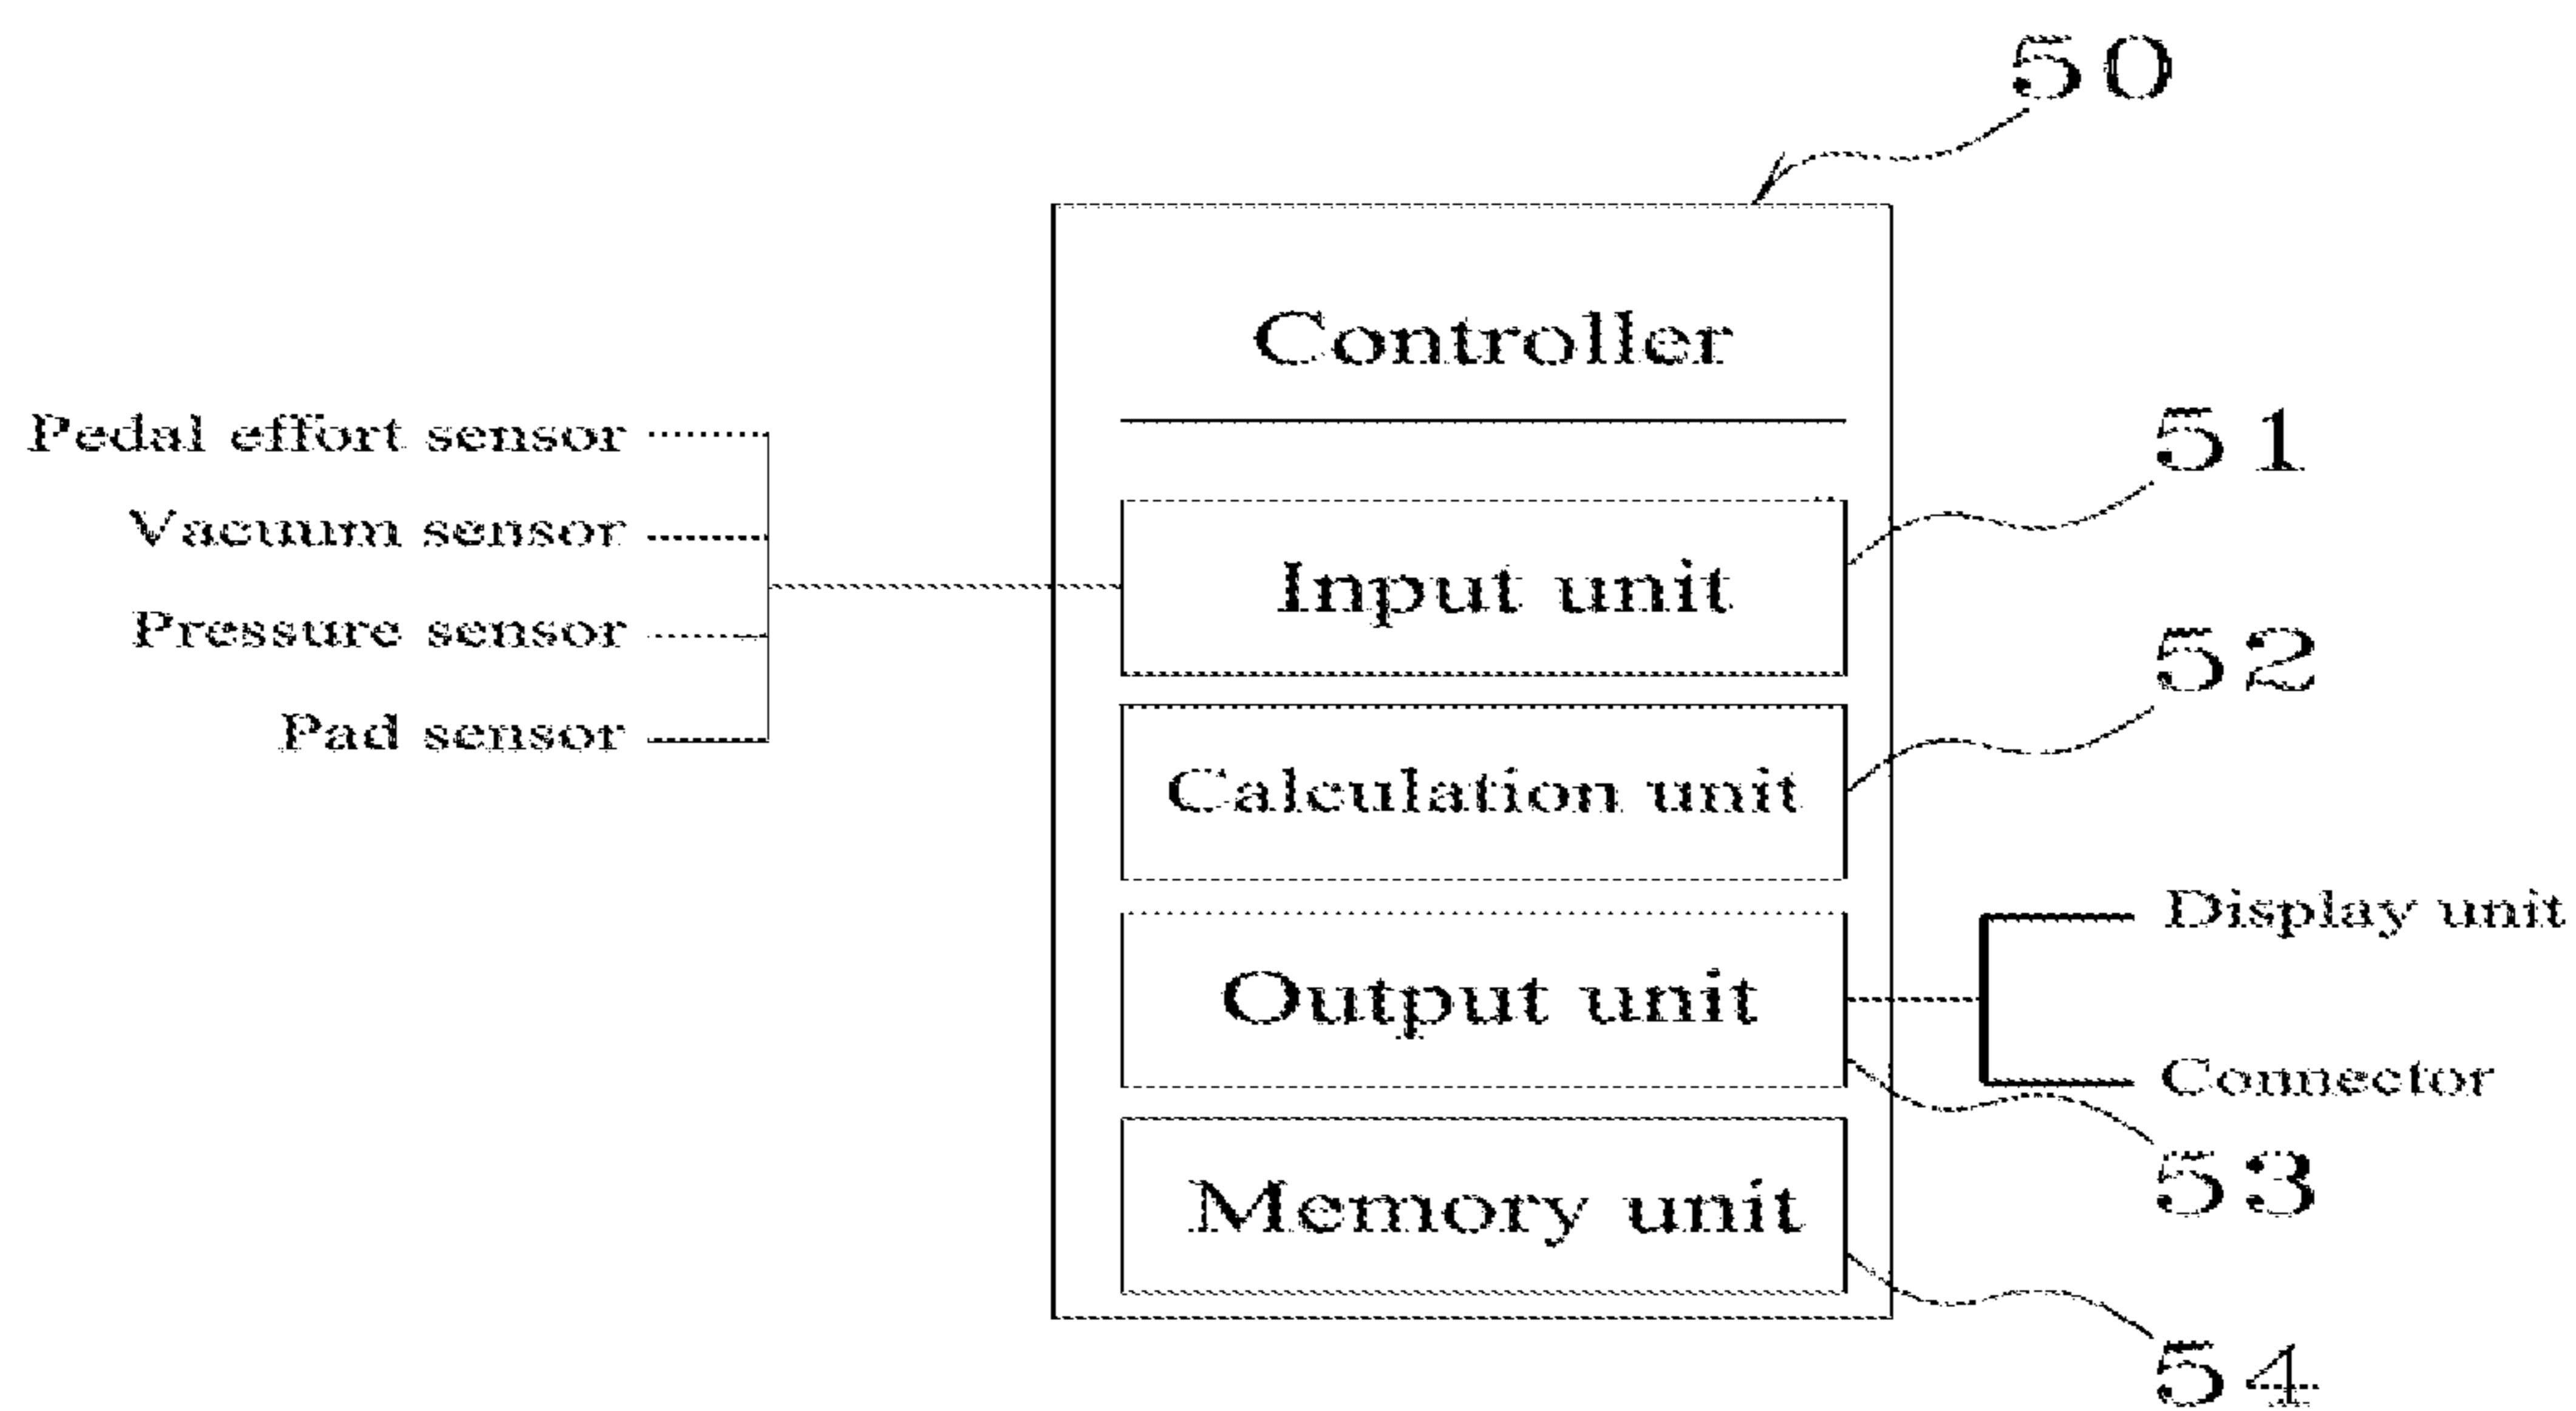 50
Controller
Pedal effort sensor
51
Vacuum sensor
Input unit
Pressure sensor
52
Pad sensor
Calculation unit
Display unit
Output unit
Connector
53
Memory unit
54